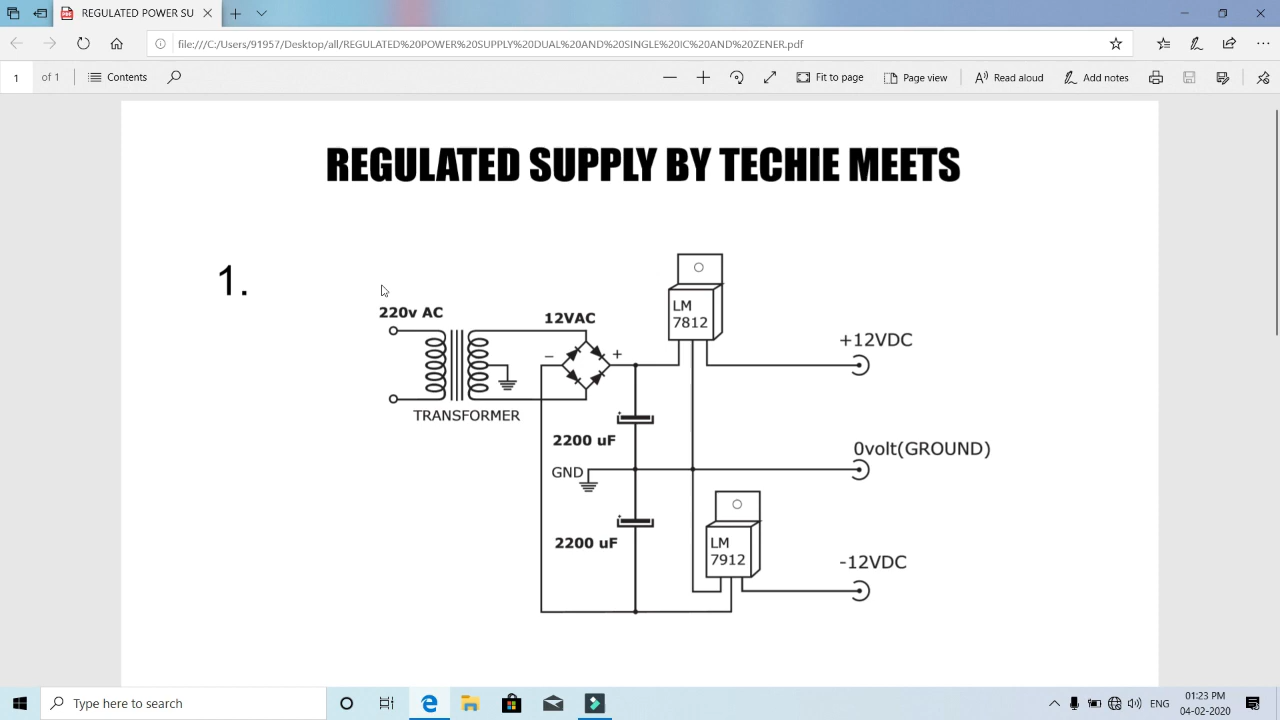 REGULATED POWER SU
file:///C:/Users/91957/Desktop/all/REGULATED%20POWER%20SUPPLY%20DUAL%20AND%20SINGLE%20IC%20AND%20ZENER.pdf
1 of 1 Contents Fit to page Page view Read aloud Add notes
REGULATED SUPPLY BY TECHIE MEETS
1.
220v AC
12VAC
LM
7812
+12VDC
- +
TRANSFORMER
2200 uF
0volt(GROUND)
GND
LM
7912
2200 uF
-12VDC
Type here to search
ENG
01:23 PM
04-02-2020